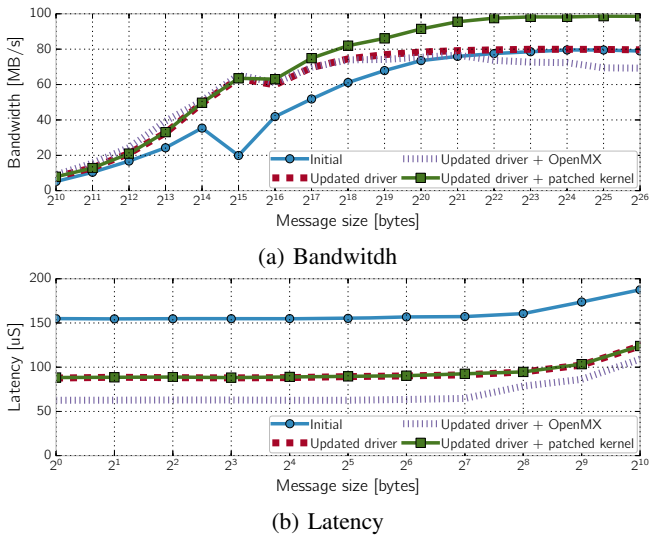 100
80
60
40
20
0
Bandwidth [MB/s]
Initial
Updated driver
Updated driver + OpenMX
Updated driver + patched kernel
2^10 2^11 2^12 2^13 2^14 2^15 2^16 2^17 2^18 2^19 2^20 2^21 2^22 2^23 2^24 2^25 2^26
Message size [bytes]
(a) Bandwitdh
200
150
100
50
0
Latency [uS]
Initial
Updated driver
Updated driver + OpenMX
Updated driver + patched kernel
2^0 2^1 2^2 2^3 2^4 2^5 2^6 2^7 2^8 2^9 2^10
Message size [bytes]
(b) Latency